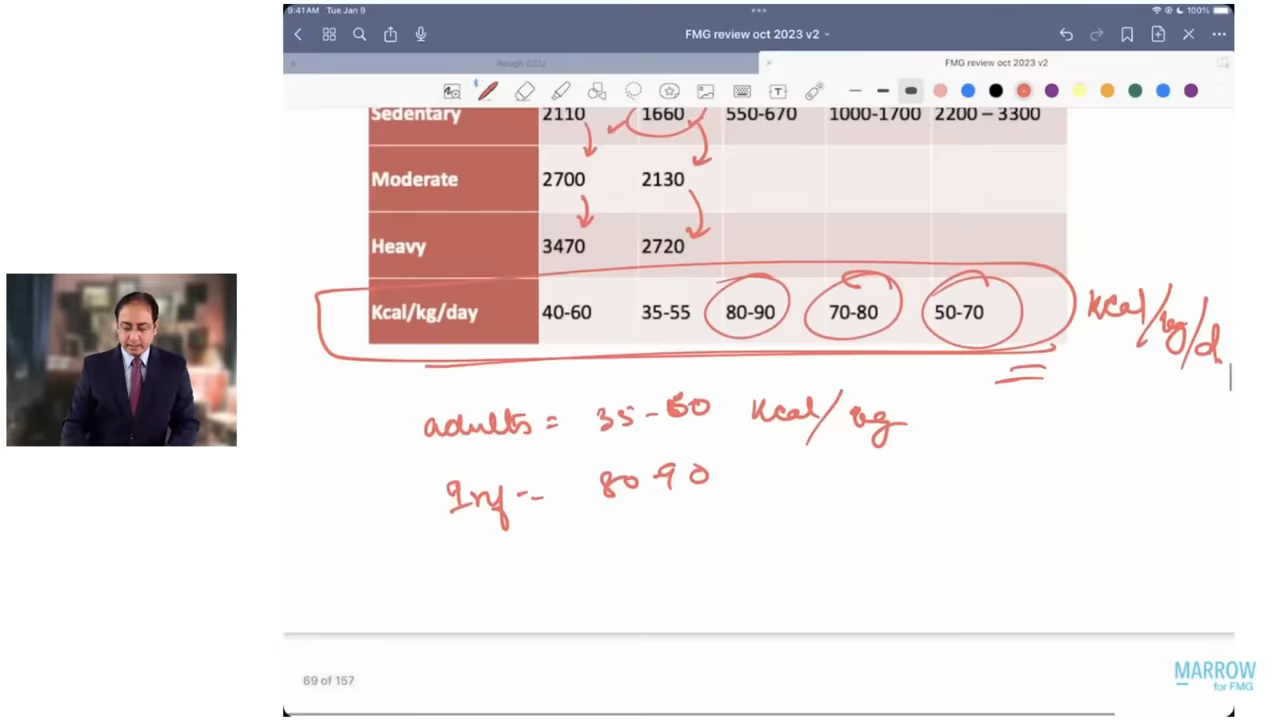 9:41AM Tue Jan 9
100%
FMG review oct 2023 v2
Rough CCU
FMG review oct 2023 v2
T
Sedentary 2110 1660 550-670 1000-1700 2200 – 3300
Moderate 2700 2130
Heavy 3470 2720
Kcal/kg/day 40-60 35-55 80-90 70-80 50-70
Kcal/kg/d
adults = 35-60 Kcal/kg
Inf -- 80-90
69 of 157
MARROW
for FMG